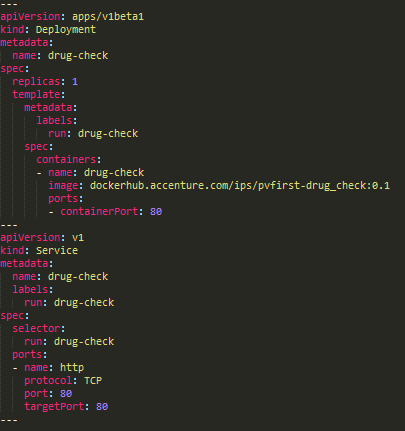 ---
apiVersion: apps/v1beta1
kind: Deployment
metadata:
  name: drug-check
spec:
  replicas: 1
  template:
    metadata:
      labels:
        run: drug-check
    spec:
      containers:
      - name: drug-check
        image: dockerhub.accenture.com/ips/pvfirst-drug_check:0.1
        ports:
        - containerPort: 80
---
apiVersion: v1
kind: Service
metadata:
  name: drug-check
  labels:
    run: drug-check
spec:
  selector:
    run: drug-check
  ports:
  - name: http
    protocol: TCP
    port: 80
    targetPort: 80
---